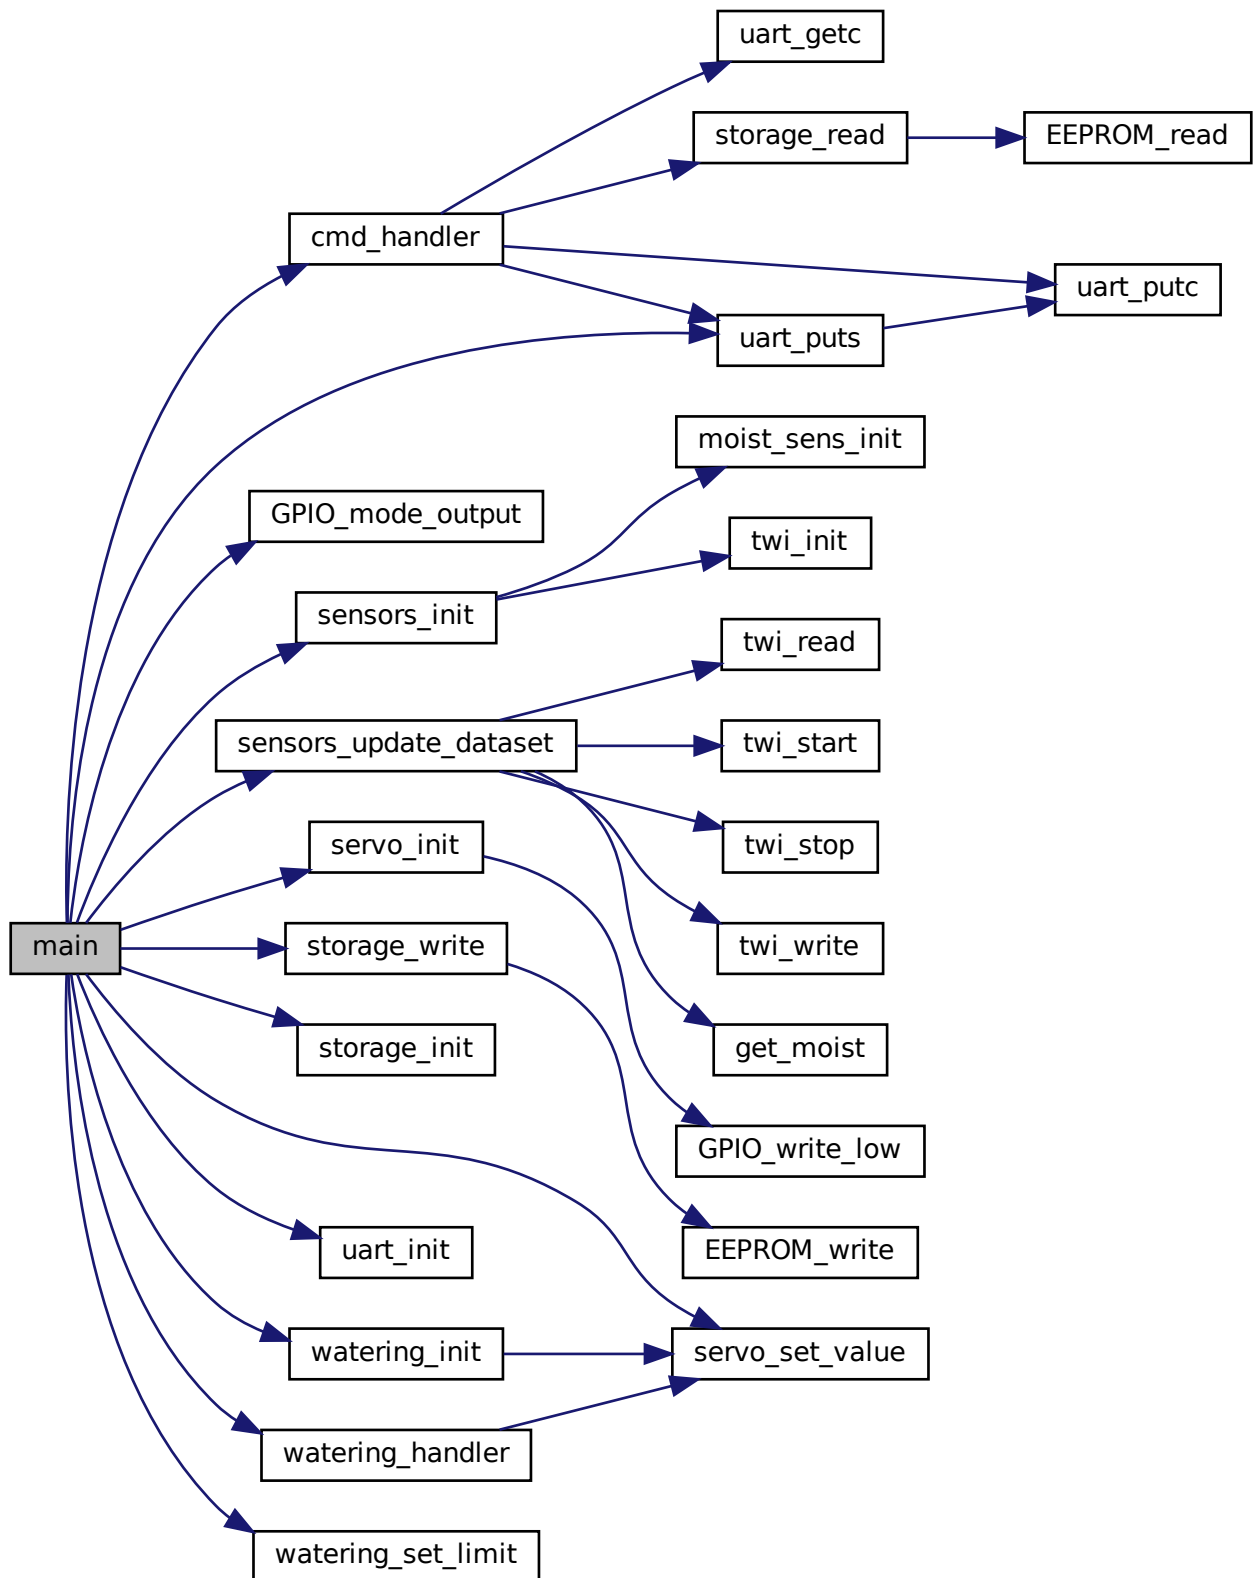 uart_getc
storage_read
EEPROM_read
cmd_handler
uart_putc
uart_puts
moist_sens_init
GPIO_mode_output
twi_init
sensors_init
twi_read
sensors_update_dataset
twi_start
servo_init
twi_stop
main
storage_write
twi_write
storage_init
get_moist
GPIO_write_low
uart_init
EEPROM_write
watering_init
servo_set_value
watering_handler
watering_set_limit